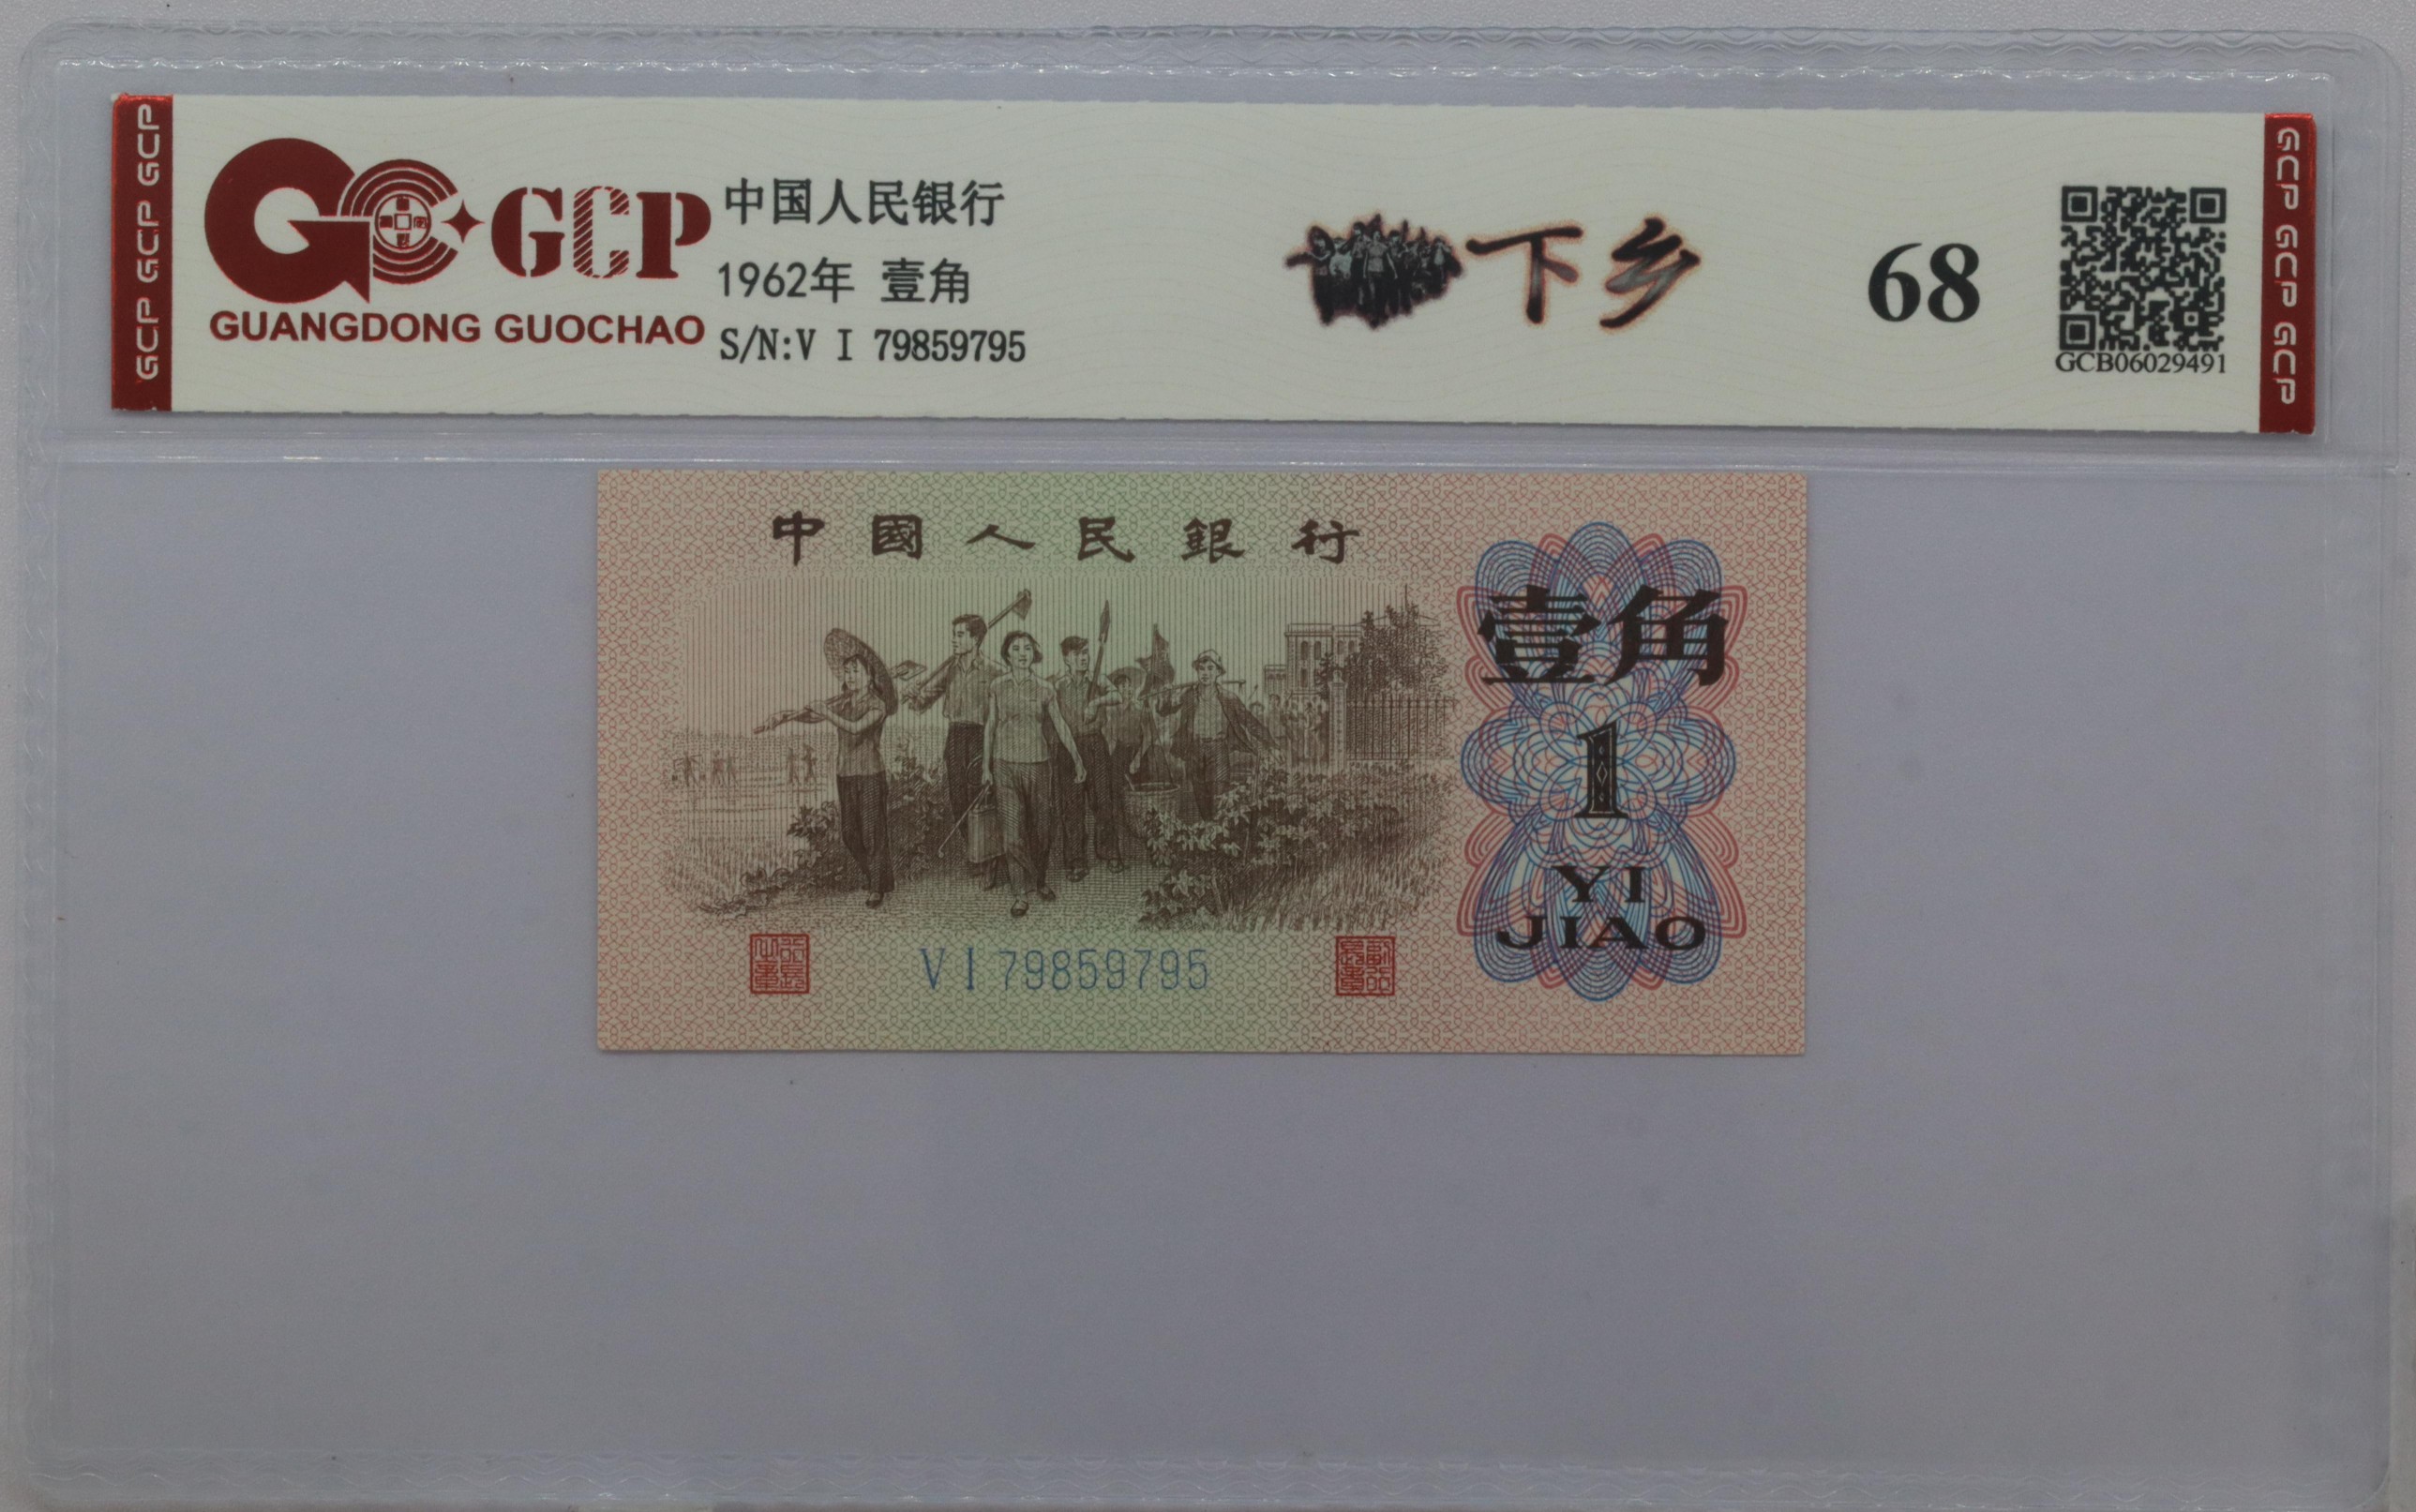 GCP GCP GCP
GCP
GUANGDONG GUOCHAO
中国人民银行
1962年 壹角
S/N:V I 79859795
下乡
68
GCB06029491
GCP GCP GCP
中國人民銀行
壹角
1
YI
JIAO
V I 79859795